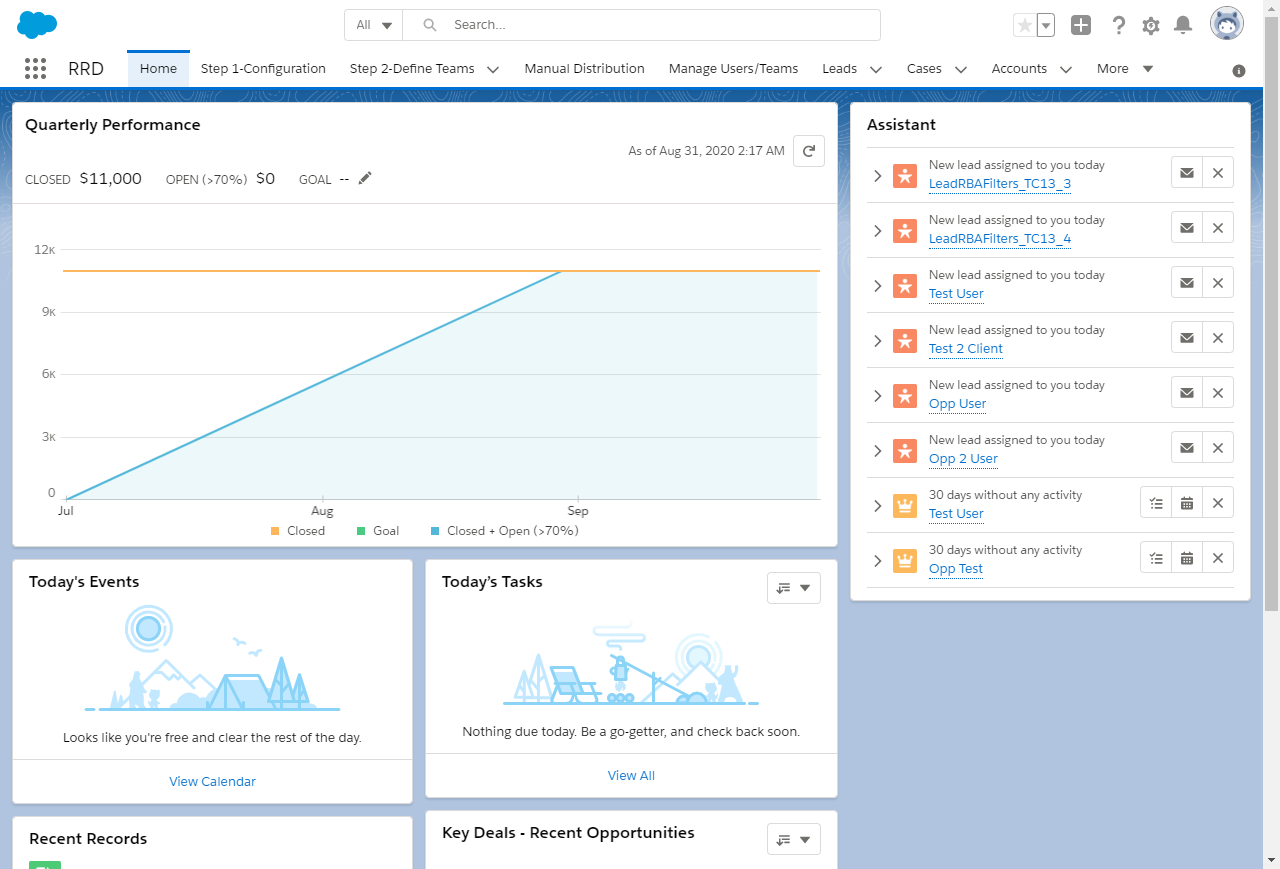 All
Search...
RRD
Home
Step 1-Configuration
Step 2-Define Teams
Manual Distribution
Manage Users/Teams
Leads
Cases
Accounts
More
Quarterly Performance
As of Aug 31, 2020 2:17 AM
CLOSED $11,000 OPEN (>70%) $0 GOAL --
12K
9K
6K
3K
0
Jul Aug Sep
Closed Goal Closed + Open (>70%)
Assistant
New lead assigned to you today
LeadRBAFilters_TC13_3
New lead assigned to you today
LeadRBAFilters_TC13_4
New lead assigned to you today
Test User
New lead assigned to you today
Test 2 Client
New lead assigned to you today
Opp User
New lead assigned to you today
Opp 2 User
30 days without any activity
Test User
30 days without any activity
Opp Test
Today's Events
Looks like you're free and clear the rest of the day.
View Calendar
Today’s Tasks
Nothing due today. Be a go-getter, and check back soon.
View All
Recent Records
Key Deals - Recent Opportunities